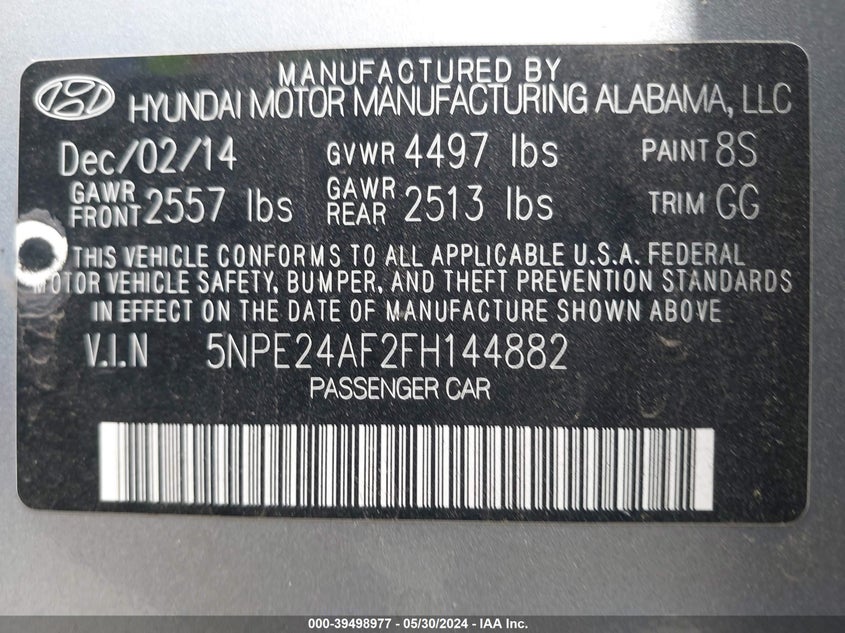 MANUFACTURED BY
HYUNDAI MOTOR MANUFACTURING ALABAMA, LLC
Dec/02/14 GVWR 4497 lbs PAINT 8S
GAWR FRONT 2557 lbs GAWR REAR 2513 lbs TRIM GG
THIS VEHICLE CONFORMS TO ALL APPLICABLE U.S.A. FEDERAL
MOTOR VEHICLE SAFETY, BUMPER, AND THEFT PREVENTION STANDARDS
IN EFFECT ON THE DATE OF MANUFACTURE SHOWN ABOVE
V.I.N 5NPE24AF2FH144882
PASSENGER CAR
000-39498977 - 05/30/2024 - IAA Inc.